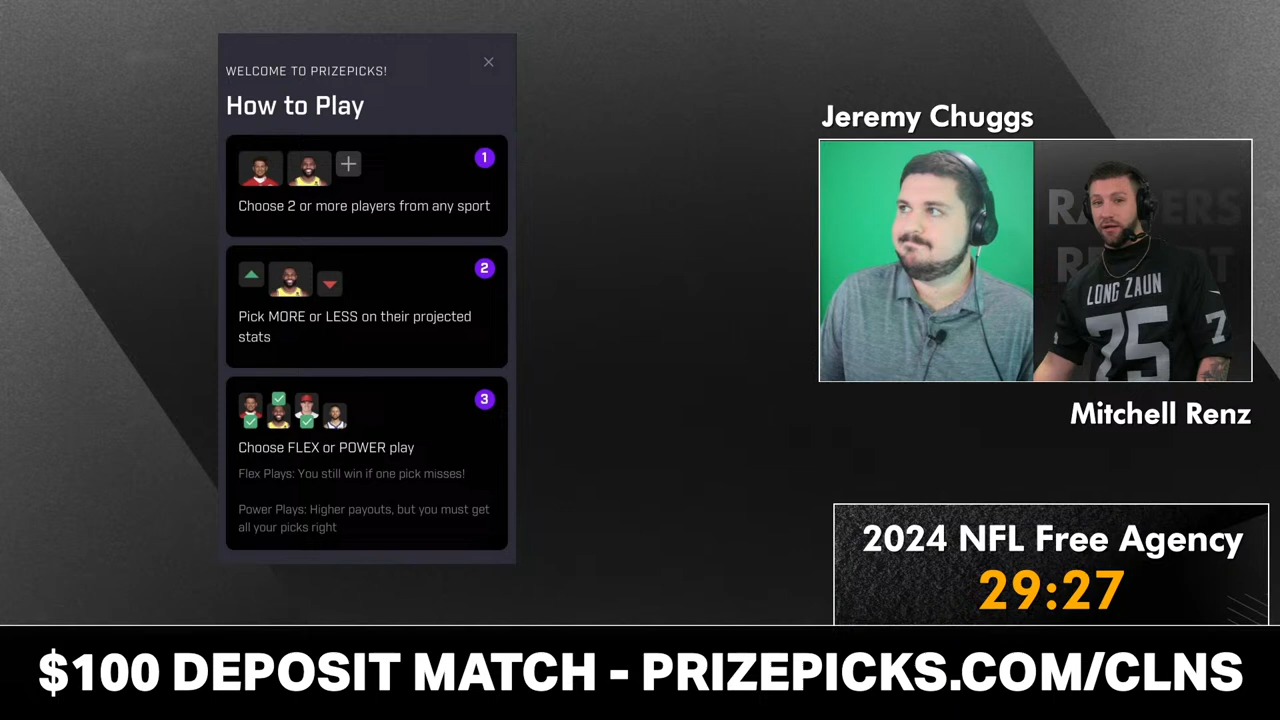 WELCOME TO PRIZEPICKS!
How to Play
1
Choose 2 or more players from any sport
2
Pick MORE or LESS on their projected
stats
3
Choose FLEX or POWER play
Flex Plays: You still win if one pick misses!
Power Plays: Higher payouts, but you must get
all your picks right
Jeremy Chuggs
LONG ZAUN
75
7
Mitchell Renz
2024 NFL Free Agency
29:27
$100 DEPOSIT MATCH - PRIZEPICKS.COM/CLNS